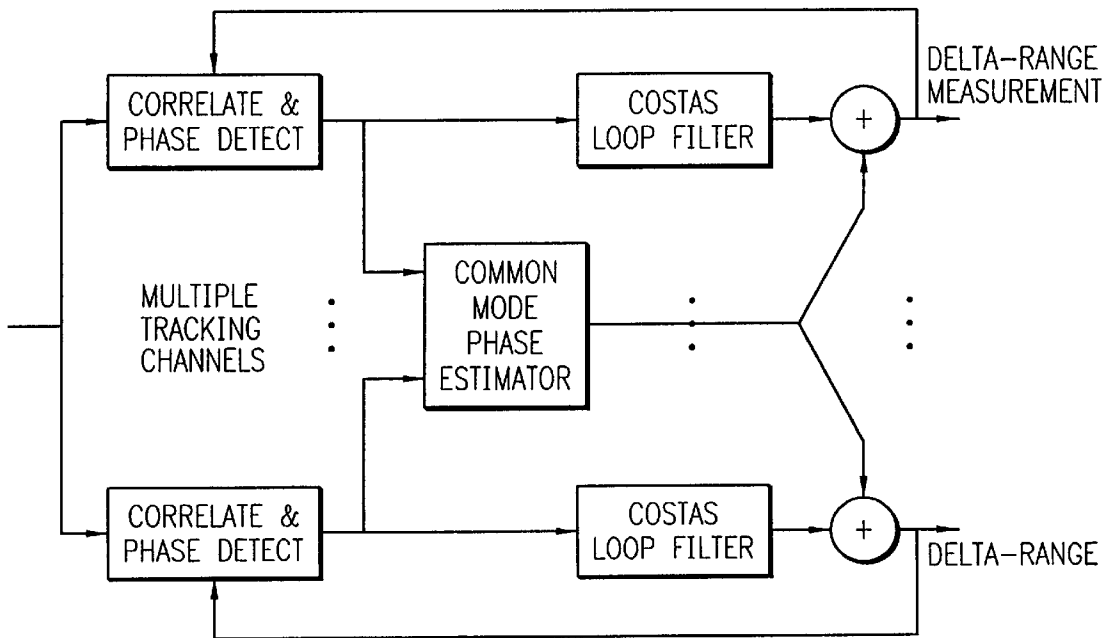 CORRELATE &
PHASE DETECT
COSTAS
LOOP FILTER
+
DELTA-RANGE
MEASUREMENT
MULTIPLE
TRACKING
CHANNELS
COMMON
MODE
PHASE
ESTIMATOR
CORRELATE &
PHASE DETECT
COSTAS
LOOP FILTER
+
DELTA-RANGE